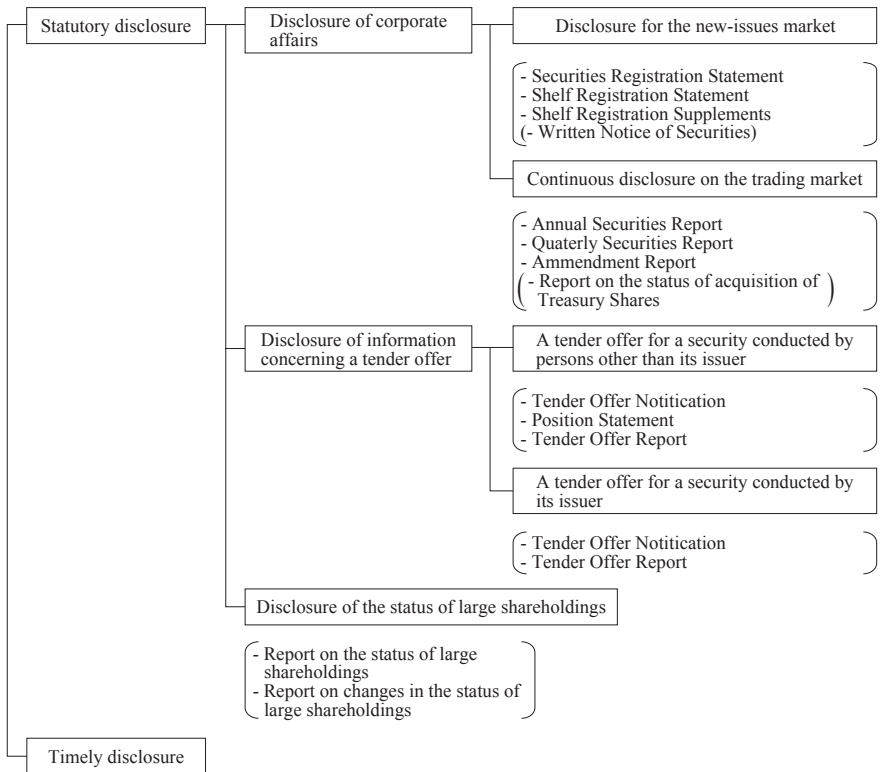 Statutory disclosure
Disclosure of corporate
affairs
Disclosure for the new-issues market
- Securities Registration Statement
- Shelf Registration Statement
- Shelf Registration Supplements
(- Written Notice of Securities)
Continuous disclosure on the trading market
- Annual Securities Report
- Quaterly Securities Report
- Ammendment Report
(- Report on the status of acquisition of
Treasury Shares)
Disclosure of information
concerning a tender offer
A tender offer for a security conducted by
persons other than its issuer
- Tender Offer Notitication
- Position Statement
- Tender Offer Report
A tender offer for a security conducted by
its issuer
- Tender Offer Notitication
- Tender Offer Report
Disclosure of the status of large shareholdings
- Report on the status of large
shareholdings
- Report on changes in the status of
large shareholdings
Timely disclosure